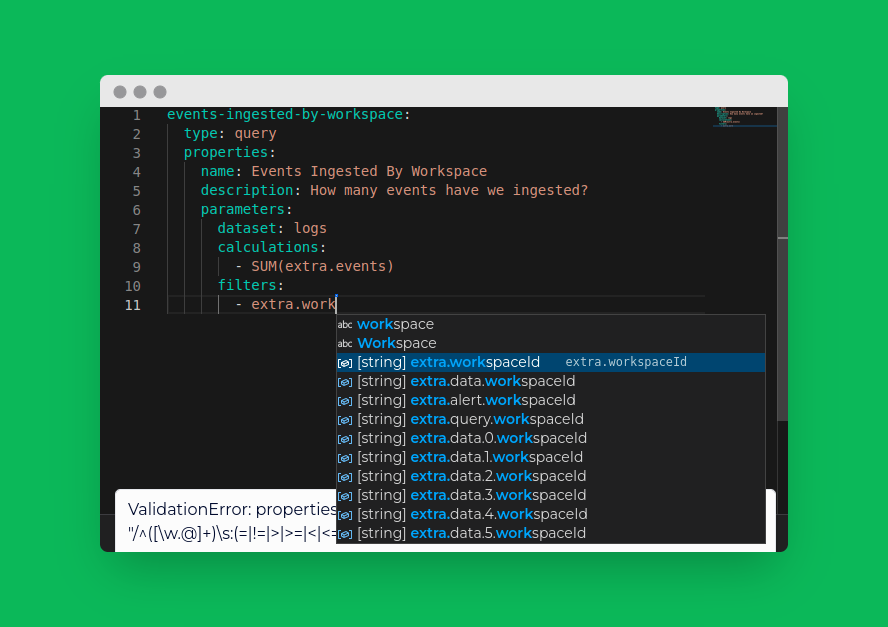 1 events-ingested-by-workspace:
2 type: query
3 properties:
4 name: Events Ingested By Workspace
5 description: How many events have we ingested?
6 parameters:
7 dataset: logs
8 calculations:
9 - SUM(extra.events)
10 filters:
11 - extra.work
abc workspace
abc Workspace
[string] extra.workspaceId extra.workspaceId
[string] extra.data.workspaceId
[string] extra.alert.workspaceId
[string] extra.query.workspaceId
[string] extra.data.0.workspaceId
[string] extra.data.1.workspaceId
[string] extra.data.2.workspaceId
[string] extra.data.3.workspaceId
[string] extra.data.4.workspaceId
[string] extra.data.5.workspaceId
ValidationError: properties
"/^([\w.@]+)\s:(=|!=|>|>=|<|<=